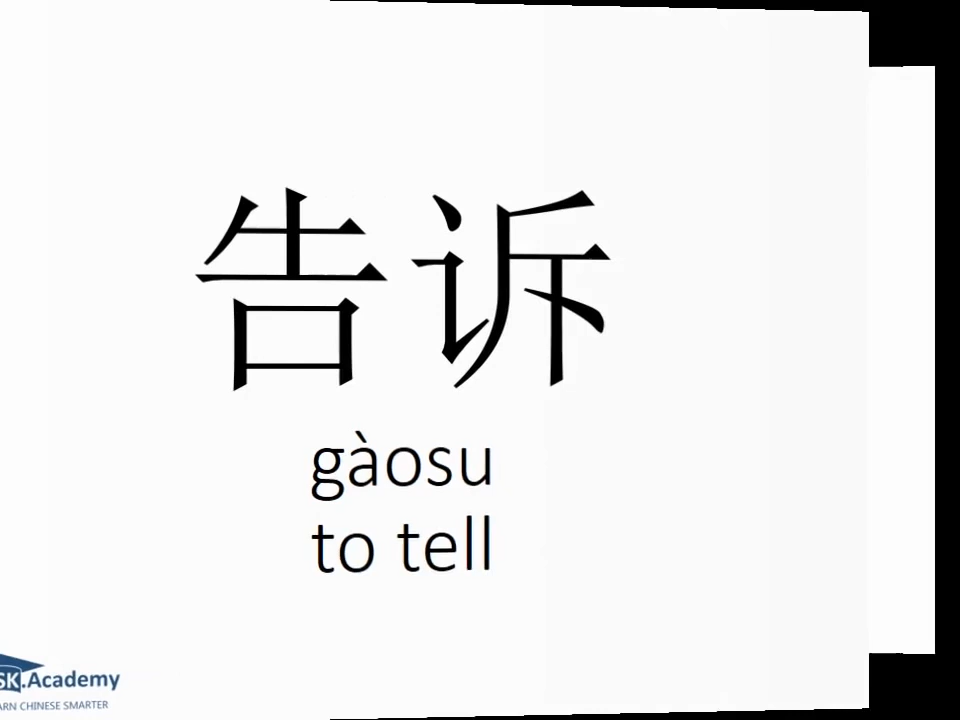 告诉
gàosu
to tell
SK.Academy
ARN CHINESE SMARTER